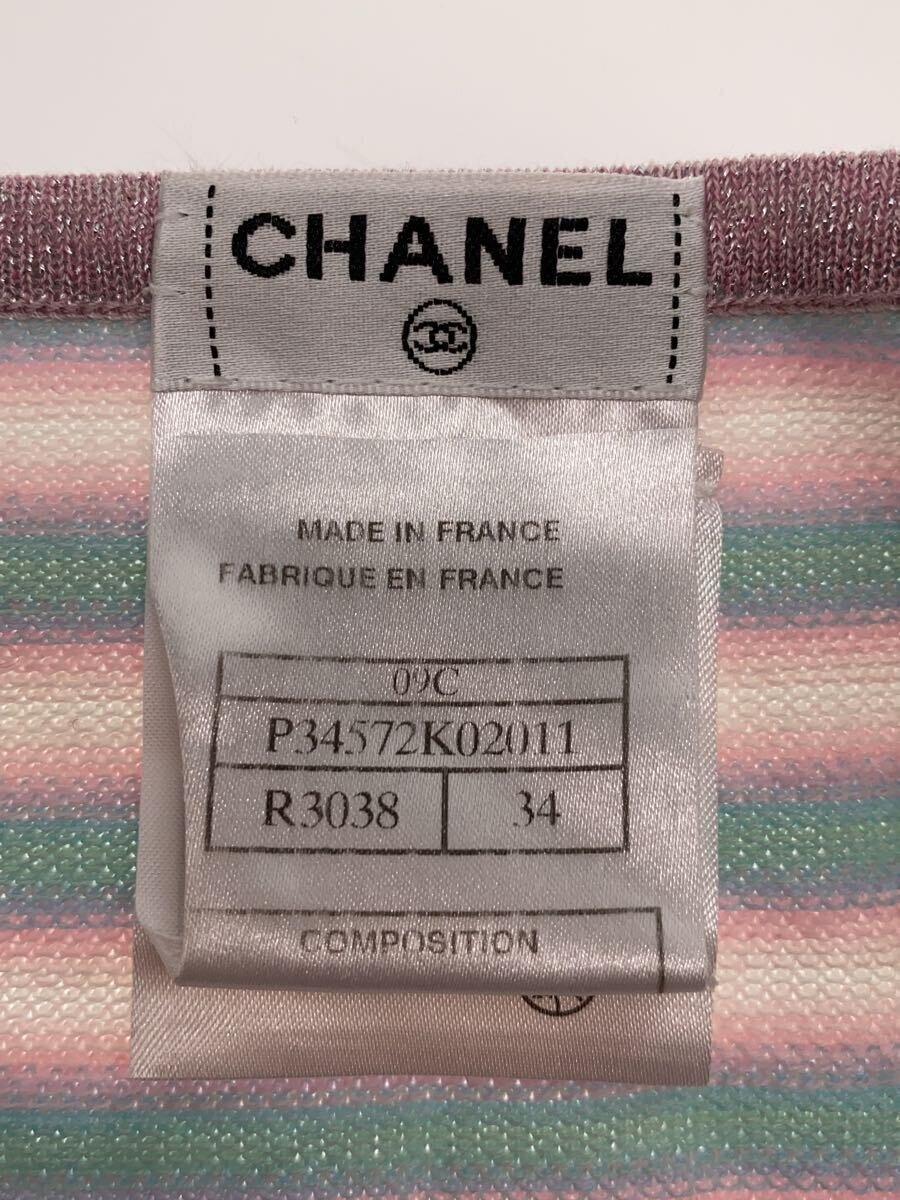 CHANEL
MADE IN FRANCE
FABRIQUE EN FRANCE
09C
P34572K02011
R3038 34
COMPOSITION